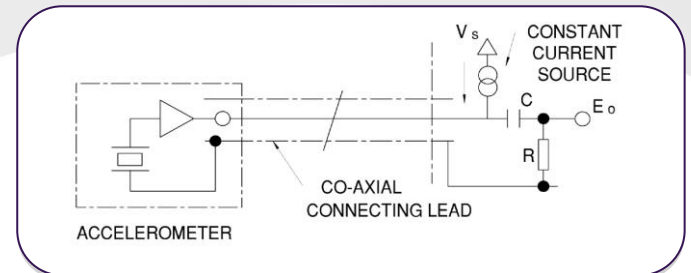 V s
CONSTANT
CURRENT
SOURCE
C
E o
R
CO-AXIAL
CONNECTING LEAD
ACCELEROMETER